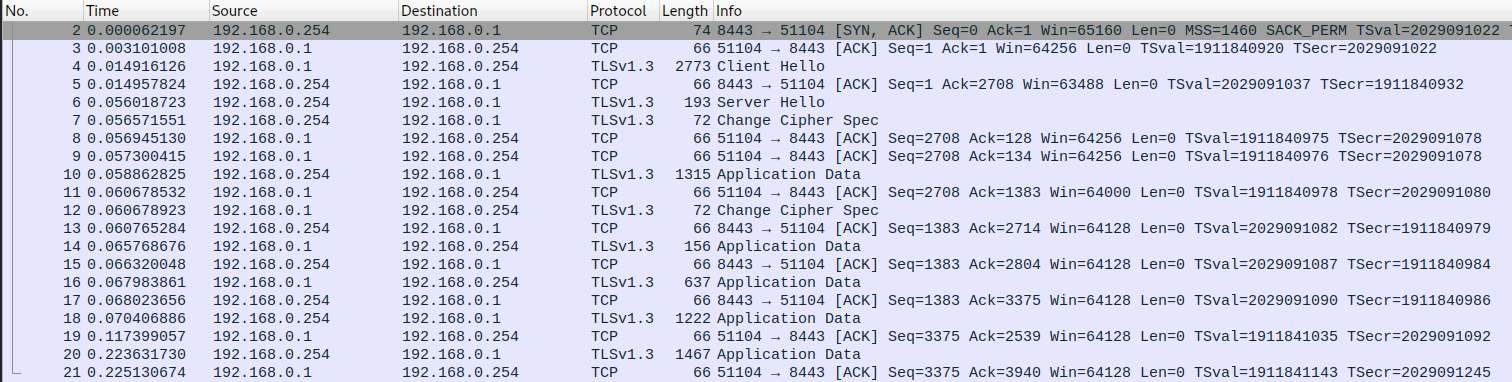 No. Time Source Destination Protocol Length Info
2 0.000062197 192.168.0.254 192.168.0.1 TCP 74 8443 → 51104 [SYN, ACK] Seq=0 Ack=1 Win=65160 Len=0 MSS=1460 SACK_PERM TSval=2029091022
3 0.003101008 192.168.0.1 192.168.0.254 TCP 66 51104 → 8443 [ACK] Seq=1 Ack=1 Win=64256 Len=0 TSval=1911840920 TSecr=2029091022
4 0.014916126 192.168.0.1 192.168.0.254 TLSv1.3 2773 Client Hello
5 0.014957824 192.168.0.254 192.168.0.1 TCP 66 8443 → 51104 [ACK] Seq=1 Ack=2708 Win=63488 Len=0 TSval=2029091037 TSecr=1911840932
6 0.056018723 192.168.0.254 192.168.0.1 TLSv1.3 193 Server Hello
7 0.056571551 192.168.0.254 192.168.0.1 TLSv1.3 72 Change Cipher Spec
8 0.056945130 192.168.0.1 192.168.0.254 TCP 66 51104 → 8443 [ACK] Seq=2708 Ack=128 Win=64256 Len=0 TSval=1911840975 TSecr=2029091078
9 0.057300415 192.168.0.1 192.168.0.254 TCP 66 51104 → 8443 [ACK] Seq=2708 Ack=134 Win=64256 Len=0 TSval=1911840976 TSecr=2029091078
10 0.058862825 192.168.0.254 192.168.0.1 TLSv1.3 1315 Application Data
11 0.060678532 192.168.0.1 192.168.0.254 TCP 66 51104 → 8443 [ACK] Seq=2708 Ack=1383 Win=64000 Len=0 TSval=1911840978 TSecr=2029091080
12 0.060678923 192.168.0.1 192.168.0.254 TLSv1.3 72 Change Cipher Spec
13 0.060765284 192.168.0.254 192.168.0.1 TCP 66 8443 → 51104 [ACK] Seq=1383 Ack=2714 Win=64128 Len=0 TSval=2029091082 TSecr=1911840979
14 0.065768676 192.168.0.1 192.168.0.254 TLSv1.3 156 Application Data
15 0.066320048 192.168.0.254 192.168.0.1 TCP 66 8443 → 51104 [ACK] Seq=1383 Ack=2804 Win=64128 Len=0 TSval=2029091087 TSecr=1911840984
16 0.067983861 192.168.0.1 192.168.0.254 TLSv1.3 637 Application Data
17 0.068023656 192.168.0.254 192.168.0.1 TCP 66 8443 → 51104 [ACK] Seq=1383 Ack=3375 Win=64128 Len=0 TSval=2029091090 TSecr=1911840986
18 0.070406886 192.168.0.254 192.168.0.1 TLSv1.3 1222 Application Data
19 0.117399057 192.168.0.1 192.168.0.254 TCP 66 51104 → 8443 [ACK] Seq=3375 Ack=2539 Win=64128 Len=0 TSval=1911841035 TSecr=2029091092
20 0.223631730 192.168.0.254 192.168.0.1 TLSv1.3 1467 Application Data
21 0.225130674 192.168.0.1 192.168.0.254 TCP 66 51104 → 8443 [ACK] Seq=3375 Ack=3940 Win=64128 Len=0 TSval=1911841143 TSecr=2029091245